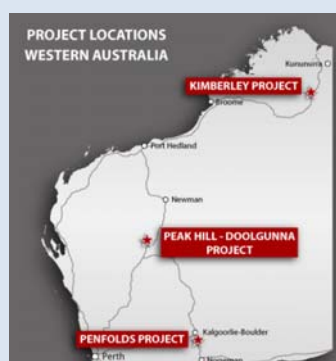 PROJECT LOCATIONS
WESTERN AUSTRALIA
Kununurra
KIMBERLEY PROJECT
Broome
Port Hedland
Newman
PEAK HILL - DOOLGUNNA
PROJECT
Kalgoorlie-Boulder
PENFOLDS PROJECT
Perth
Norseman